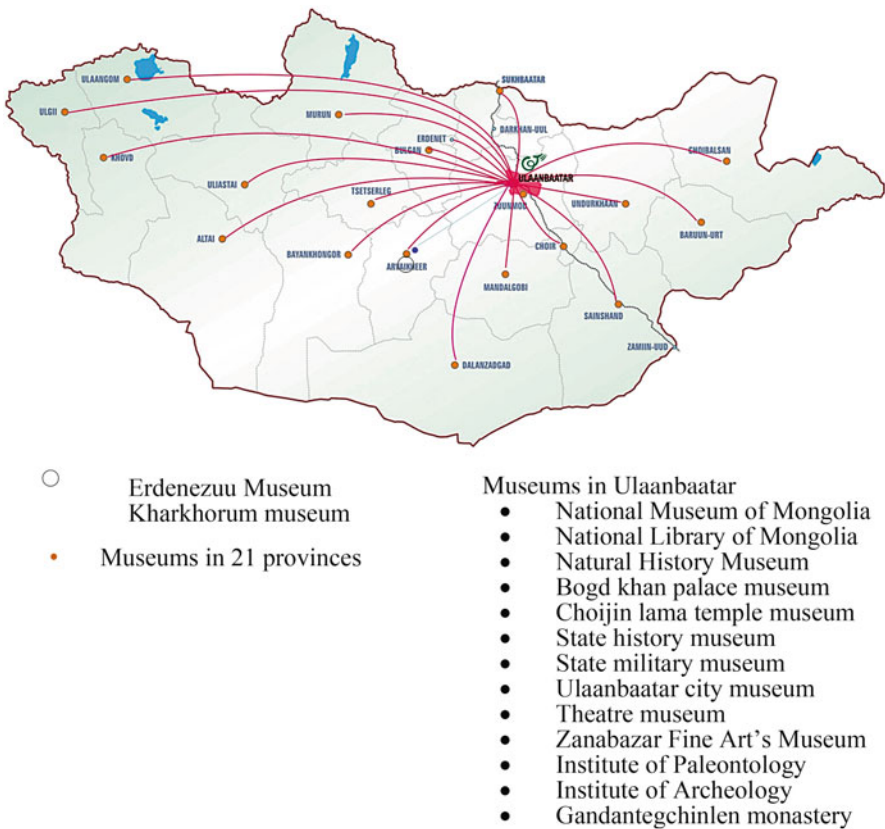 ULAANGOM
SUKHBAATAR
ULGII
MURUN
DARKHAN-UUL
ERDENET
BULGAN
CHOIBALSAN
KHOVD
ULAANBAATAR
ULIASTAI
TSETSERLEG
ZUUNMOD
UNDURKHAAN
BARUUN-URT
ALTAI
BAYANKHONGOR
ARVAIKHEER
CHOIR
MANDALGOBI
SAINSHAND
ZAMIIN-UUD
DALANZADGAD
Erdenezuu Museum
Kharkhorum museum
• Museums in 21 provinces
Museums in Ulaanbaatar
• National Museum of Mongolia
• National Library of Mongolia
• Natural History Museum
• Bogd khan palace museum
• Choijin lama temple museum
• State history museum
• State military museum
• Ulaanbaatar city museum
• Theatre museum
• Zanabazar Fine Art's Museum
• Institute of Paleontology
• Institute of Archeology
• Gandantegchinlen monastery